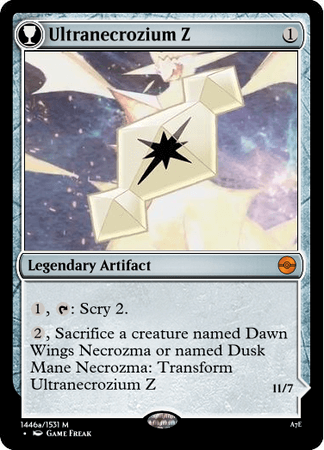 Ultranecrozium Z 1
Legendary Artifact
1, : Scry 2.
2, Sacrifice a creature named Dawn
Wings Necrozma or named Dusk
Mane Necrozma: Transform
Ultranecrozium Z
11/7
1446a/1531 M A7E
• Game Freak